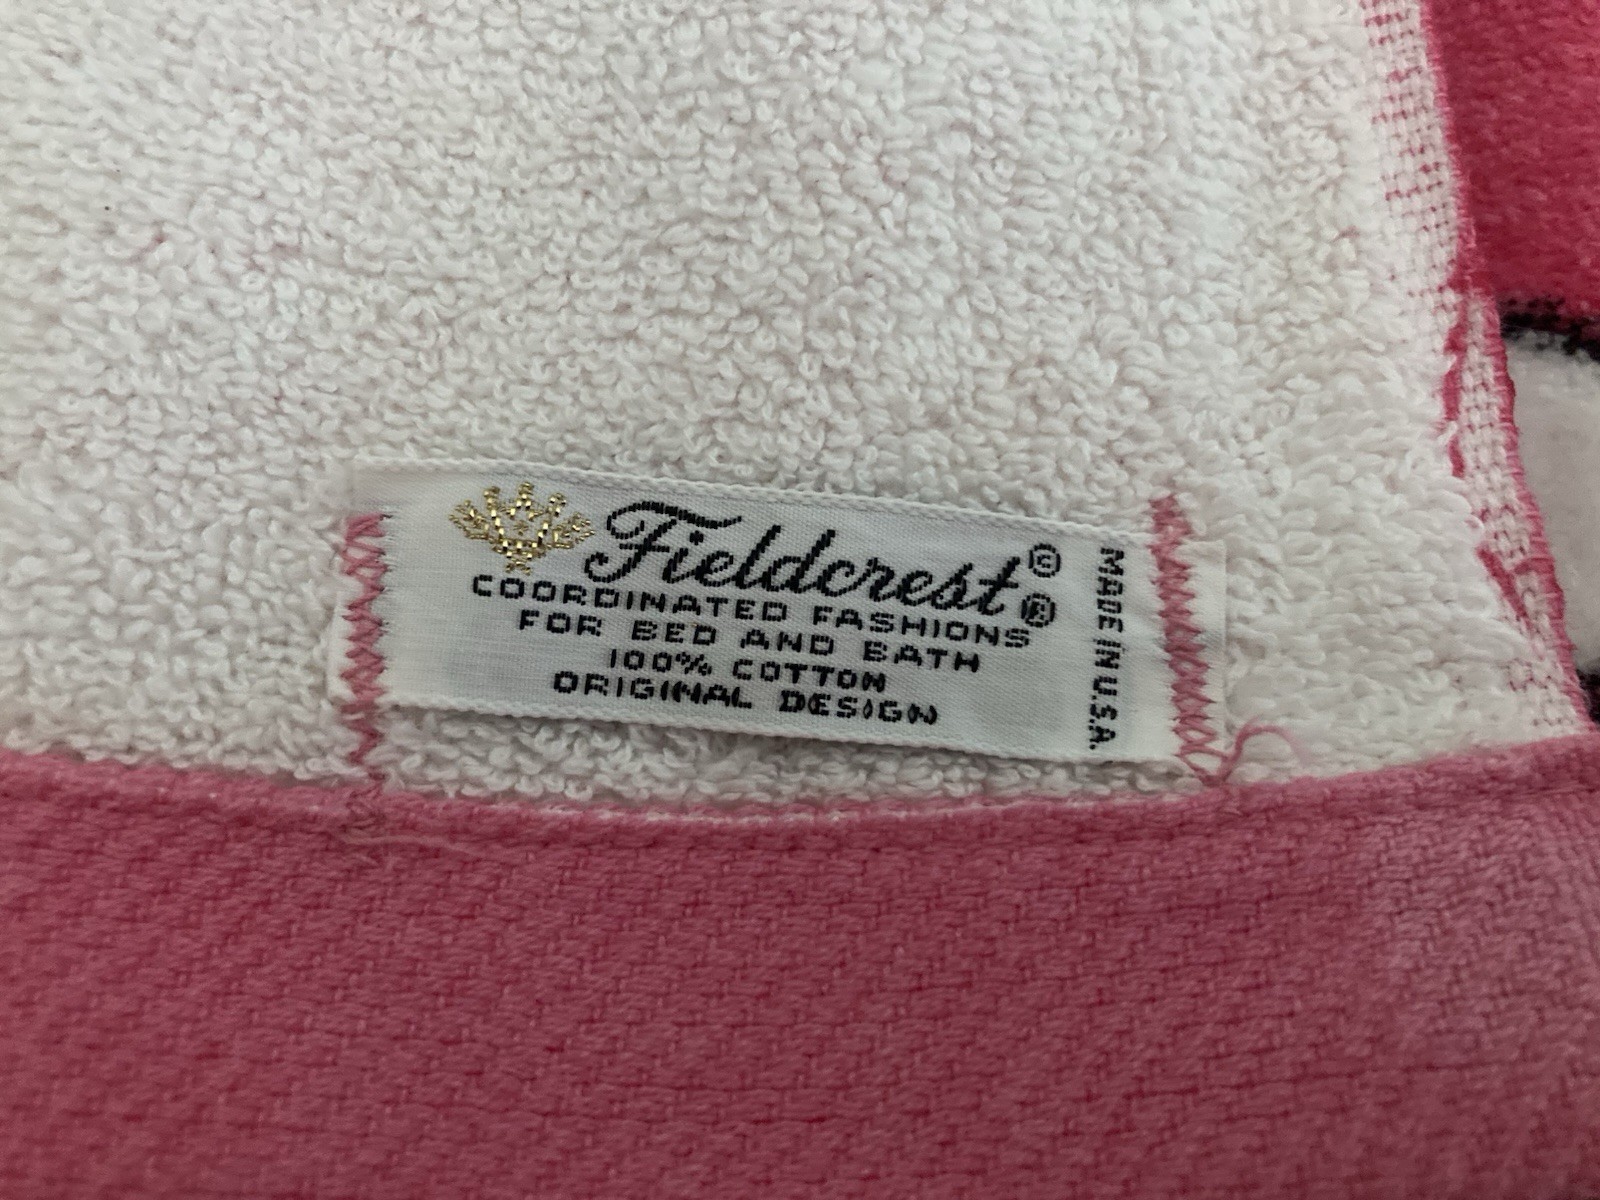 Fieldcrest © ®
COORDINATED FASHIONS
FOR BED AND BATH
100% COTTON
ORIGINAL DESIGN
MADE IN U.S.A.